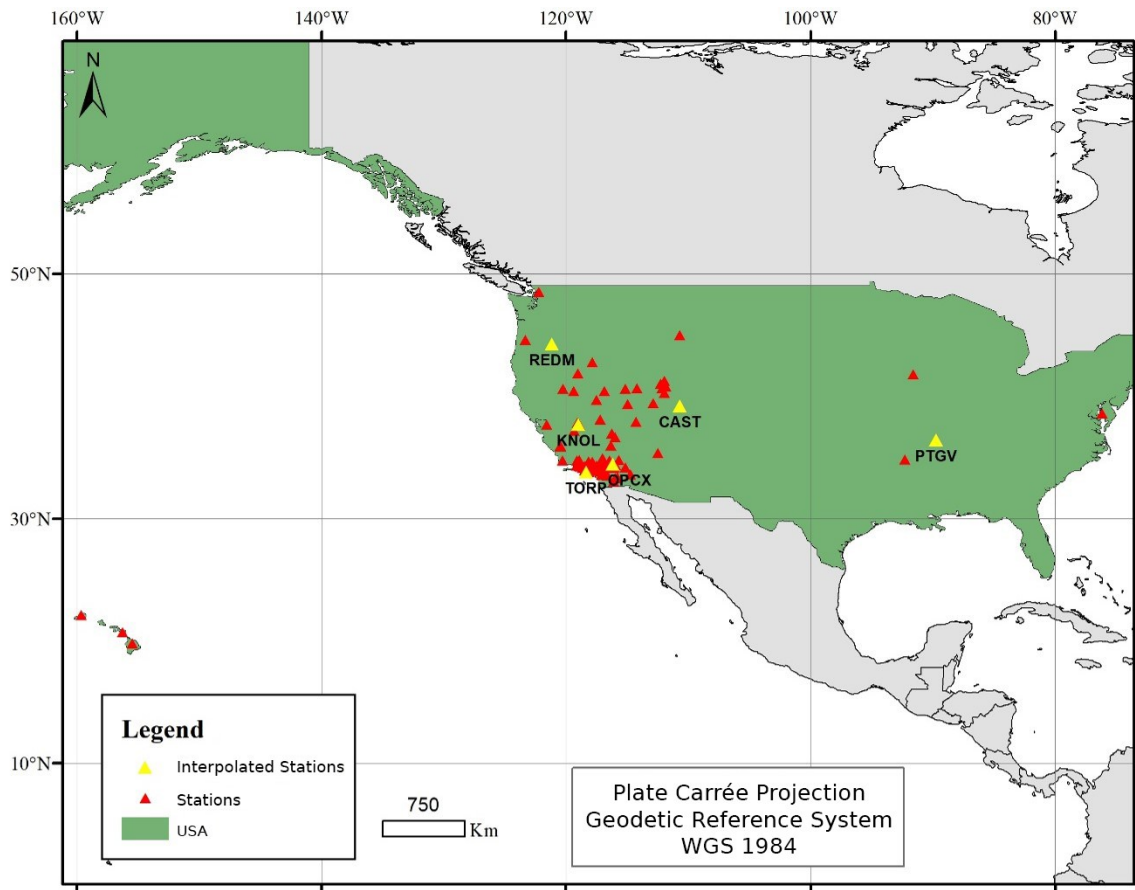 160°W 140°W 120°W 100°W 80°W
N
50°N
REDM
CAST
KNOL
PTGV
OPCX
TORP
30°N
Legend
Interpolated Stations
Stations
USA
10°N
750
Km
Plate Carrée Projection
Geodetic Reference System
WGS 1984